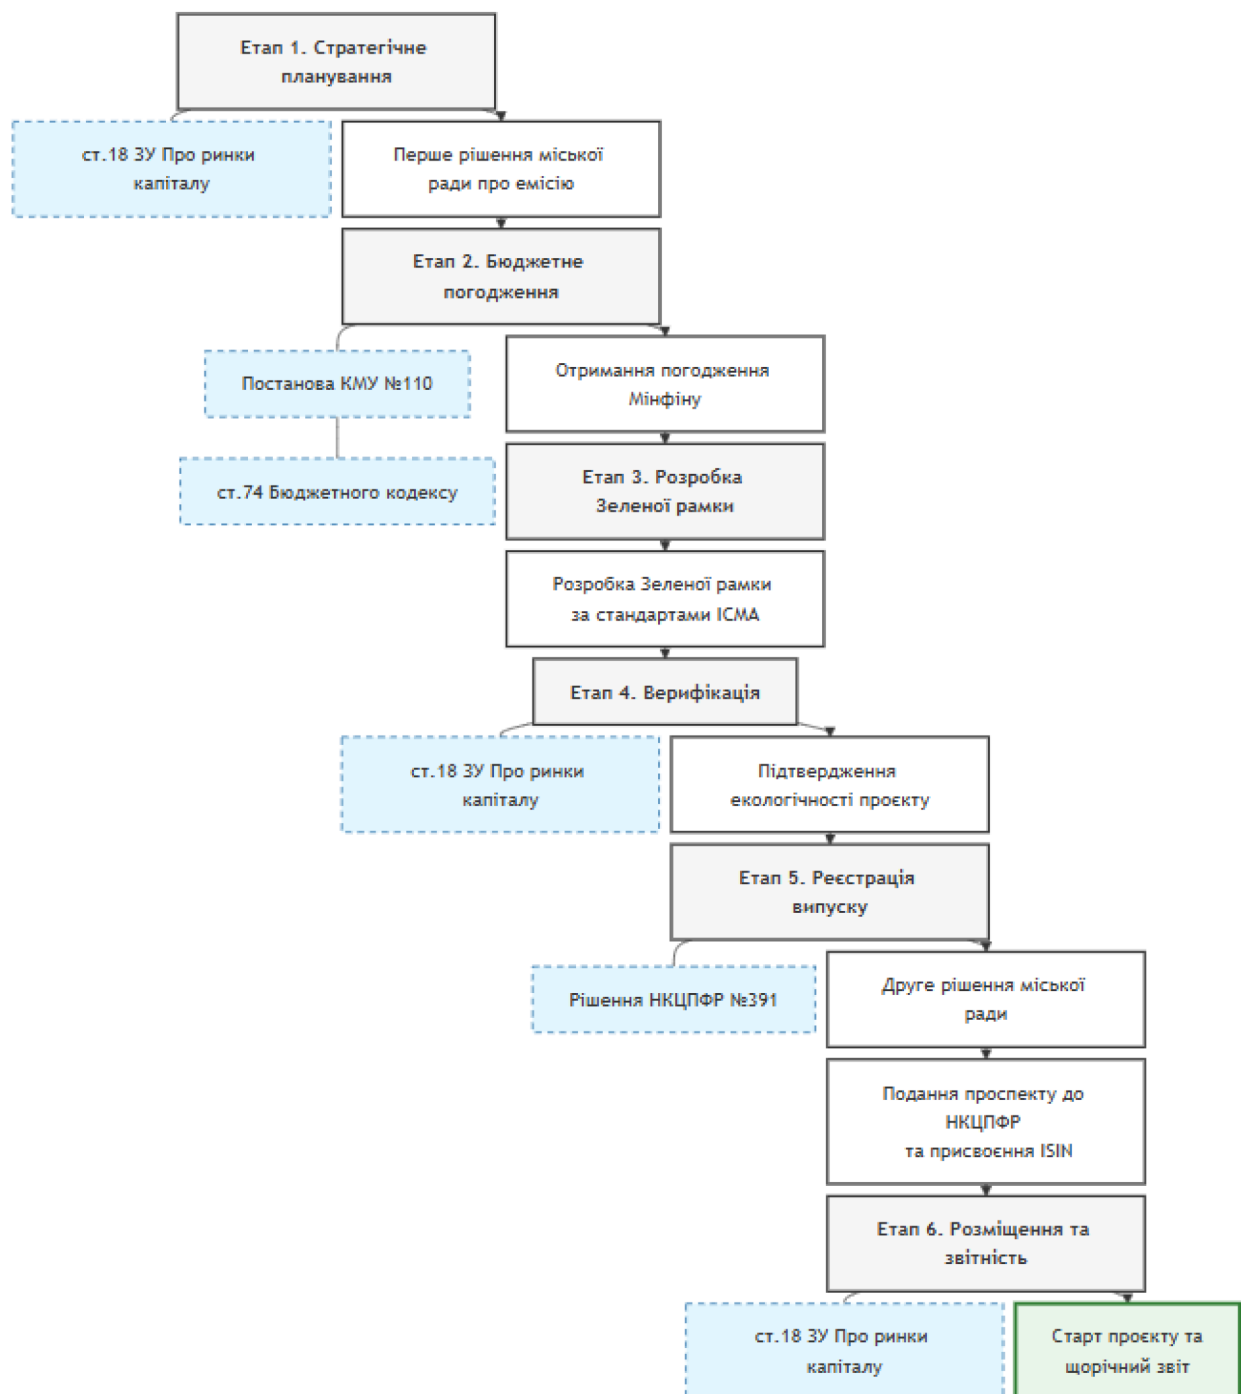 Етап 1. Стратегічне
планування
ст.18 ЗУ Про ринки
капіталу
Перше рішення міської
ради про емісію
Етап 2. Бюджетне
погодження
Постанова КМУ №110
Отримання погодження
Мінфіну
ст.74 Бюджетного кодексу
Етап 3. Розробка
Зеленої рамки
Розробка Зеленої рамки
за стандартами ICMA
Етап 4. Верифікація
ст.18 ЗУ Про ринки
капіталу
Підтвердження
екологічності проєкту
Етап 5. Реєстрація
випуску
Рішення НКЦПФР №391
Друге рішення міської
ради
Подання проспекту до
НКЦПФР
та присвоєння ISIN
Етап 6. Розміщення та
звітність
ст.18 ЗУ Про ринки
капіталу
Старт проєкту та
щорічний звіт